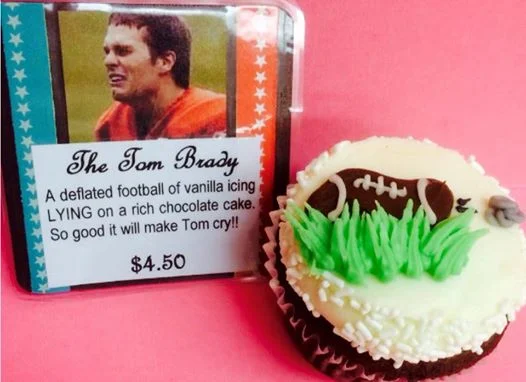 The Tom Brady
A deflated football of vanilla icing
LYING on a rich chocolate cake.
So good it will make Tom cry!!
$4.50